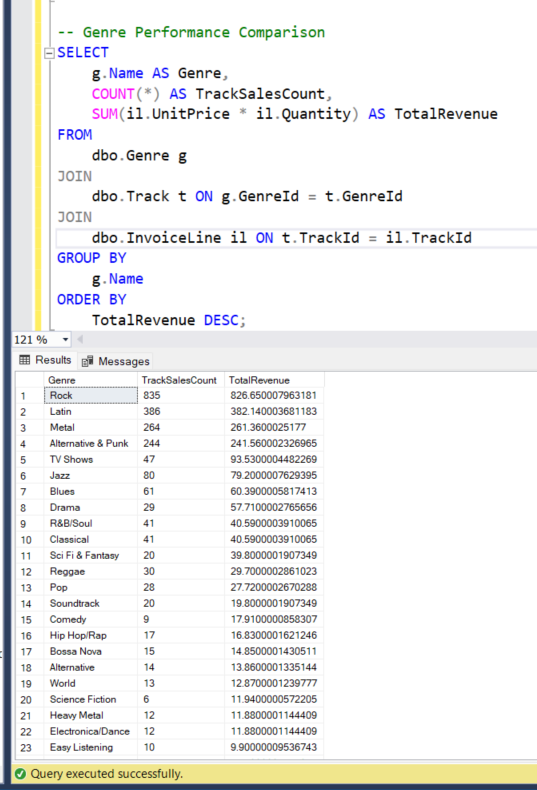 -- Genre Performance Comparison
SELECT
g.Name AS Genre,
COUNT(*) AS TrackSalesCount,
SUM(il.UnitPrice * il.Quantity) AS TotalRevenue
FROM
dbo.Genre g
JOIN
dbo.Track t ON g.GenreId = t.GenreId
JOIN
dbo.InvoiceLine il ON t.TrackId = il.TrackId
GROUP BY
g.Name
ORDER BY
TotalRevenue DESC;
121 %
Results Messages
Genre TrackSalesCount TotalRevenue
1 Rock 835 826.650007963181
2 Latin 386 382.140003681183
3 Metal 264 261.3600025177
4 Alternative & Punk 244 241.560002326965
5 TV Shows 47 93.5300004482269
6 Jazz 80 79.2000007629395
7 Blues 61 60.3900005817413
8 Drama 29 57.7100002765656
9 R&B/Soul 41 40.5900003910065
10 Classical 41 40.5900003910065
11 Sci Fi & Fantasy 20 39.8000001907349
12 Reggae 30 29.7000002861023
13 Pop 28 27.7200002670288
14 Soundtrack 20 19.8000001907349
15 Comedy 9 17.9100000858307
16 Hip Hop/Rap 17 16.8300001621246
17 Bossa Nova 15 14.8500001430511
18 Alternative 14 13.8600001335144
19 World 13 12.8700001239777
20 Science Fiction 6 11.9400000572205
21 Heavy Metal 12 11.8800001144409
22 Electronica/Dance 12 11.8800001144409
23 Easy Listening 10 9.90000009536743
Query executed successfully.